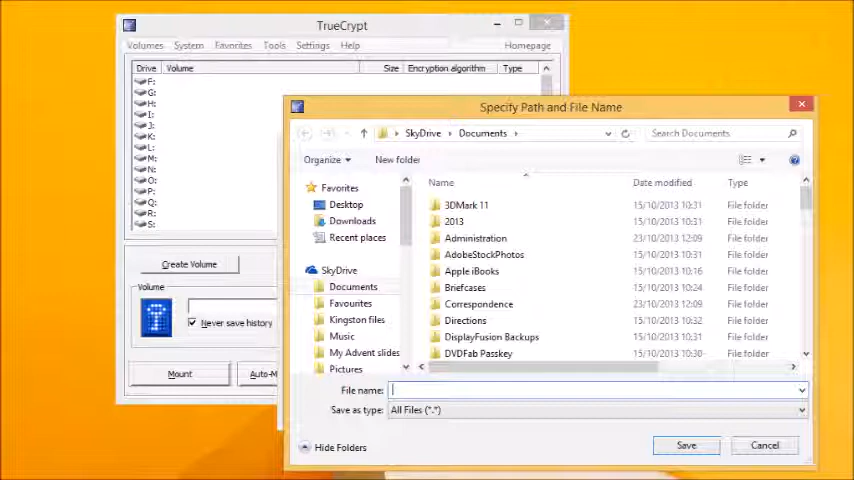 TrueCrypt
Volumes System Favorites Tools Settings Help Homepage
Drive Volume Size Encryption algorithm Type
F:
G:
H:
I:
J:
K:
L:
M:
N:
O:
P:
Q:
R:
S:
Create Volume
Volume
Never save history
Mount Auto-M
Specify Path and File Name
SkyDrive Documents Search Documents
Organize New folder
Favorites
Desktop
Downloads
Recent places
SkyDrive
Documents
Favourites
Kingston files
Music
My Advent slides
Pictures
Name Date modified Type
3DMark 11 15/10/2013 10:31 File folder
2013 15/10/2013 10:31 File folder
Administration 23/10/2013 12:09 File folder
AdobeStockPhotos 15/10/2013 10:31 File folder
Apple iBooks 15/10/2013 10:16 File folder
Briefcases 15/10/2013 10:24 File folder
Correspondence 23/10/2013 12:09 File folder
Directions 15/10/2013 10:32 File folder
DisplayFusion Backups 15/10/2013 10:31 File folder
DVDFab Passkey 15/10/2013 10:30 File folder
File name:
Save as type: All Files (*.*)
Hide Folders Save Cancel